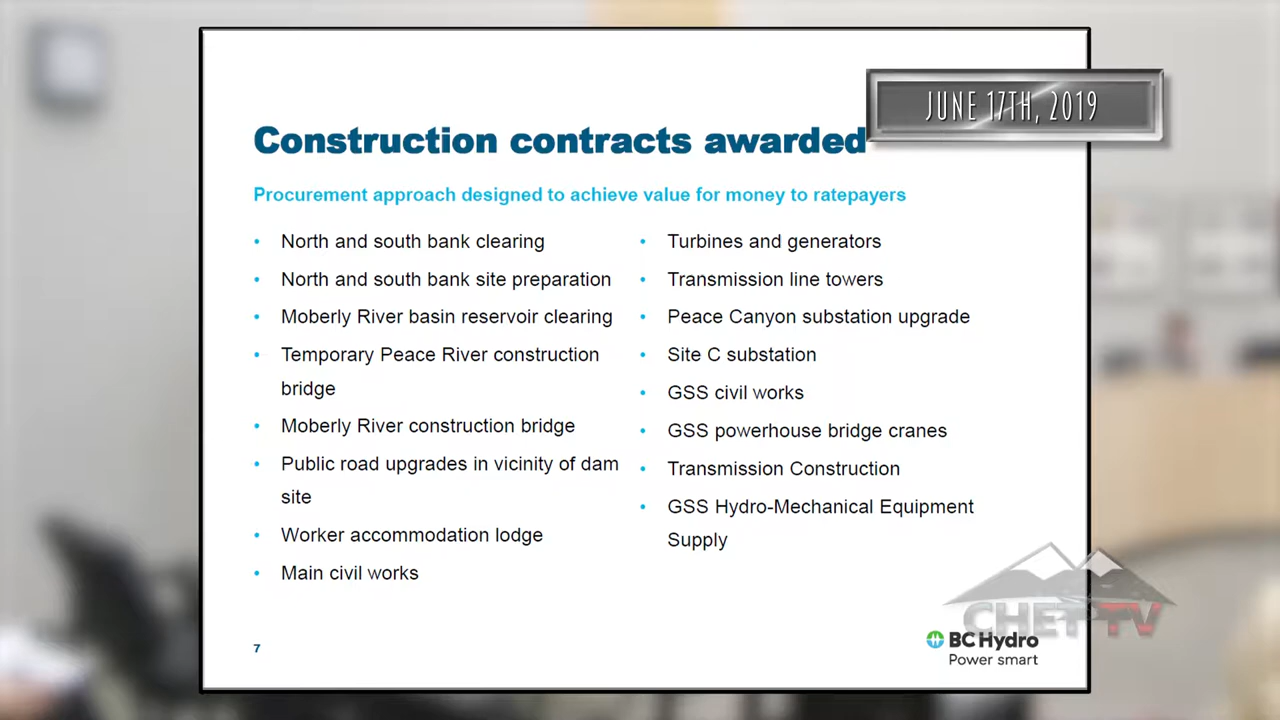 JUNE 17TH, 2019
Construction contracts awarded
Procurement approach designed to achieve value for money to ratepayers
• North and south bank clearing
• North and south bank site preparation
• Moberly River basin reservoir clearing
• Temporary Peace River construction
bridge
• Moberly River construction bridge
• Public road upgrades in vicinity of dam
site
• Worker accommodation lodge
• Main civil works
• Turbines and generators
• Transmission line towers
• Peace Canyon substation upgrade
• Site C substation
• GSS civil works
• GSS powerhouse bridge cranes
• Transmission Construction
• GSS Hydro-Mechanical Equipment
Supply
CHET TV
7
BC Hydro
Power smart